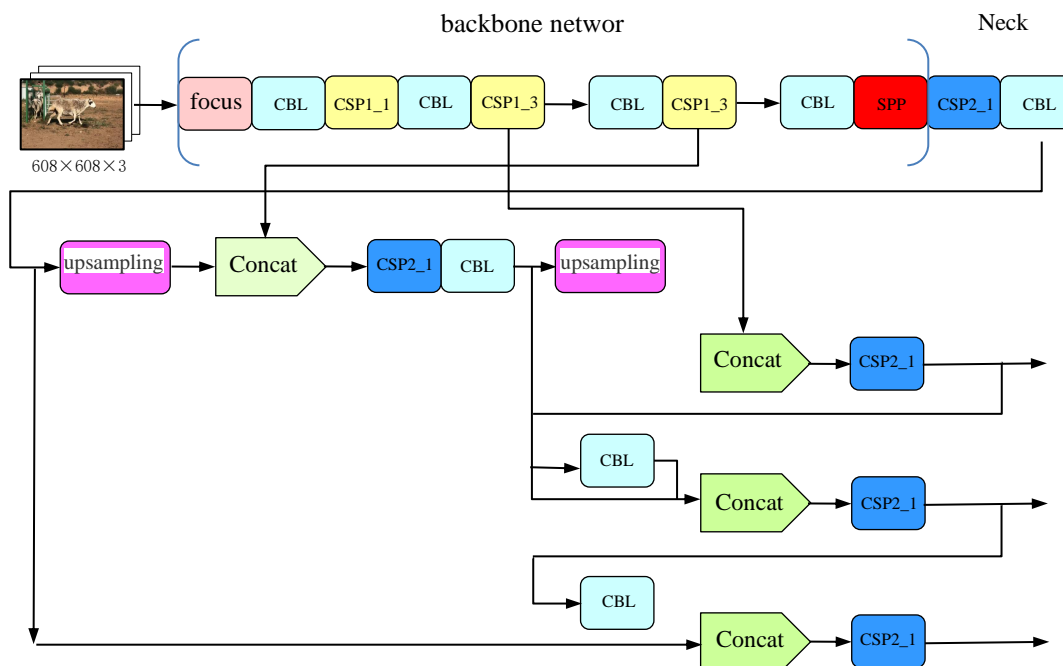 backbone networ
Neck
focus
CBL
CSP1_1
CBL
CSP1_3
CBL
CSP1_3
CBL
SPP
CSP2_1
CBL
608×608×3
upsampling
Concat
CSP2_1
CBL
upsampling
Concat
CSP2_1
CBL
Concat
CSP2_1
CBL
Concat
CSP2_1